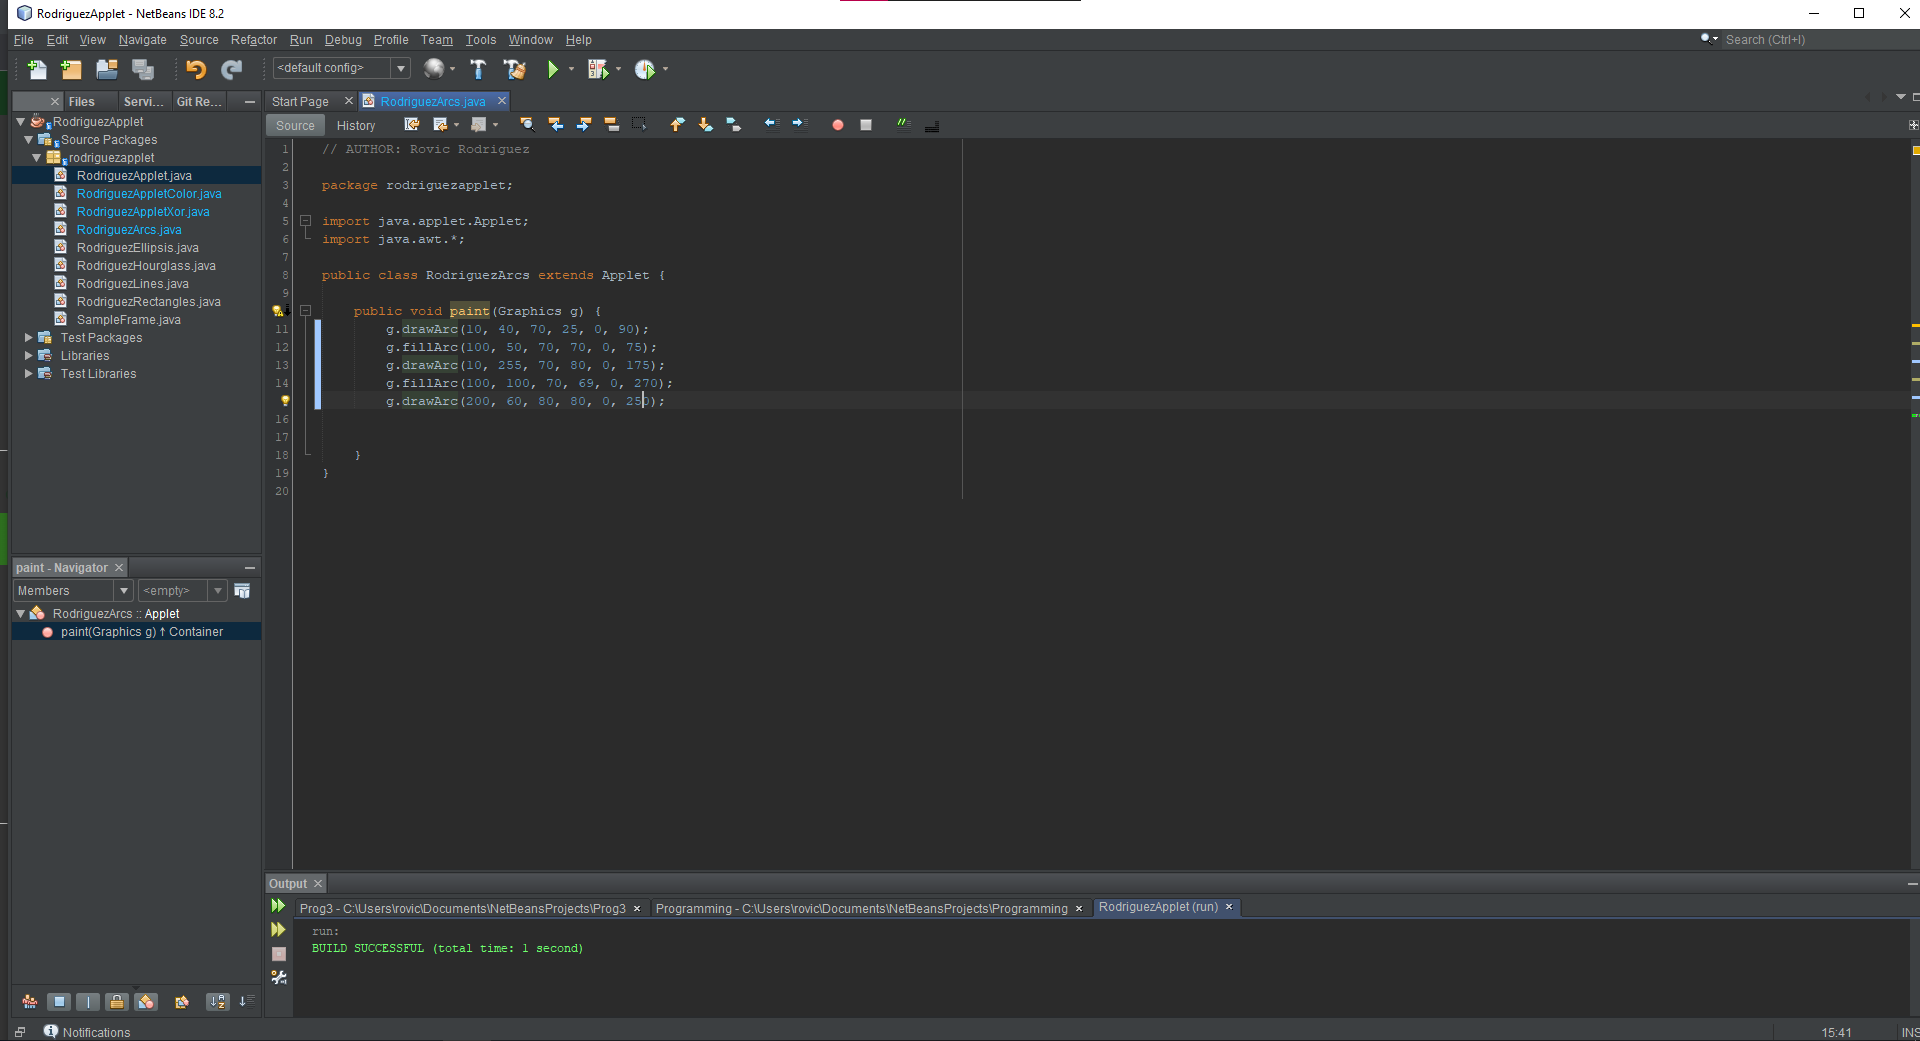 RodriguezApplet - NetBeans IDE 8.2
File Edit View Navigate Source Refactor Run Debug Profile Team Tools Window Help
Search (Ctrl+I)
<default config>
Files Servi... Git Re...
RodriguezApplet
Source Packages
rodriguezapplet
RodriguezApplet.java
RodriguezAppletColor.java
RodriguezAppletXor.java
RodriguezArcs.java
RodriguezEllipsis.java
RodriguezHourglass.java
RodriguezLines.java
RodriguezRectangles.java
SampleFrame.java
Test Packages
Libraries
Test Libraries
Start Page RodriguezArcs.java
Source History
1 // AUTHOR: Rovic Rodriguez
2
3 package rodriguezapplet;
4
5 import java.applet.Applet;
6 import java.awt.*;
7
8 public class RodriguezArcs extends Applet {
9
public void paint(Graphics g) {
11 g.drawArc(10, 40, 70, 25, 0, 90);
12 g.fillArc(100, 50, 70, 70, 0, 75);
13 g.drawArc(10, 255, 70, 80, 0, 175);
14 g.fillArc(100, 100, 70, 69, 0, 270);
g.drawArc(200, 60, 80, 80, 0, 250);
16
17
18 }
19 }
20
paint - Navigator
Members <empty>
RodriguezArcs :: Applet
paint(Graphics g) ↑ Container
Output
Prog3 - C:\Users\rovic\Documents\NetBeansProjects\Prog3 Programming - C:\Users\rovic\Documents\NetBeansProjects\Programming RodriguezApplet (run)
run:
BUILD SUCCESSFUL (total time: 1 second)
Notifications
15:41 INS